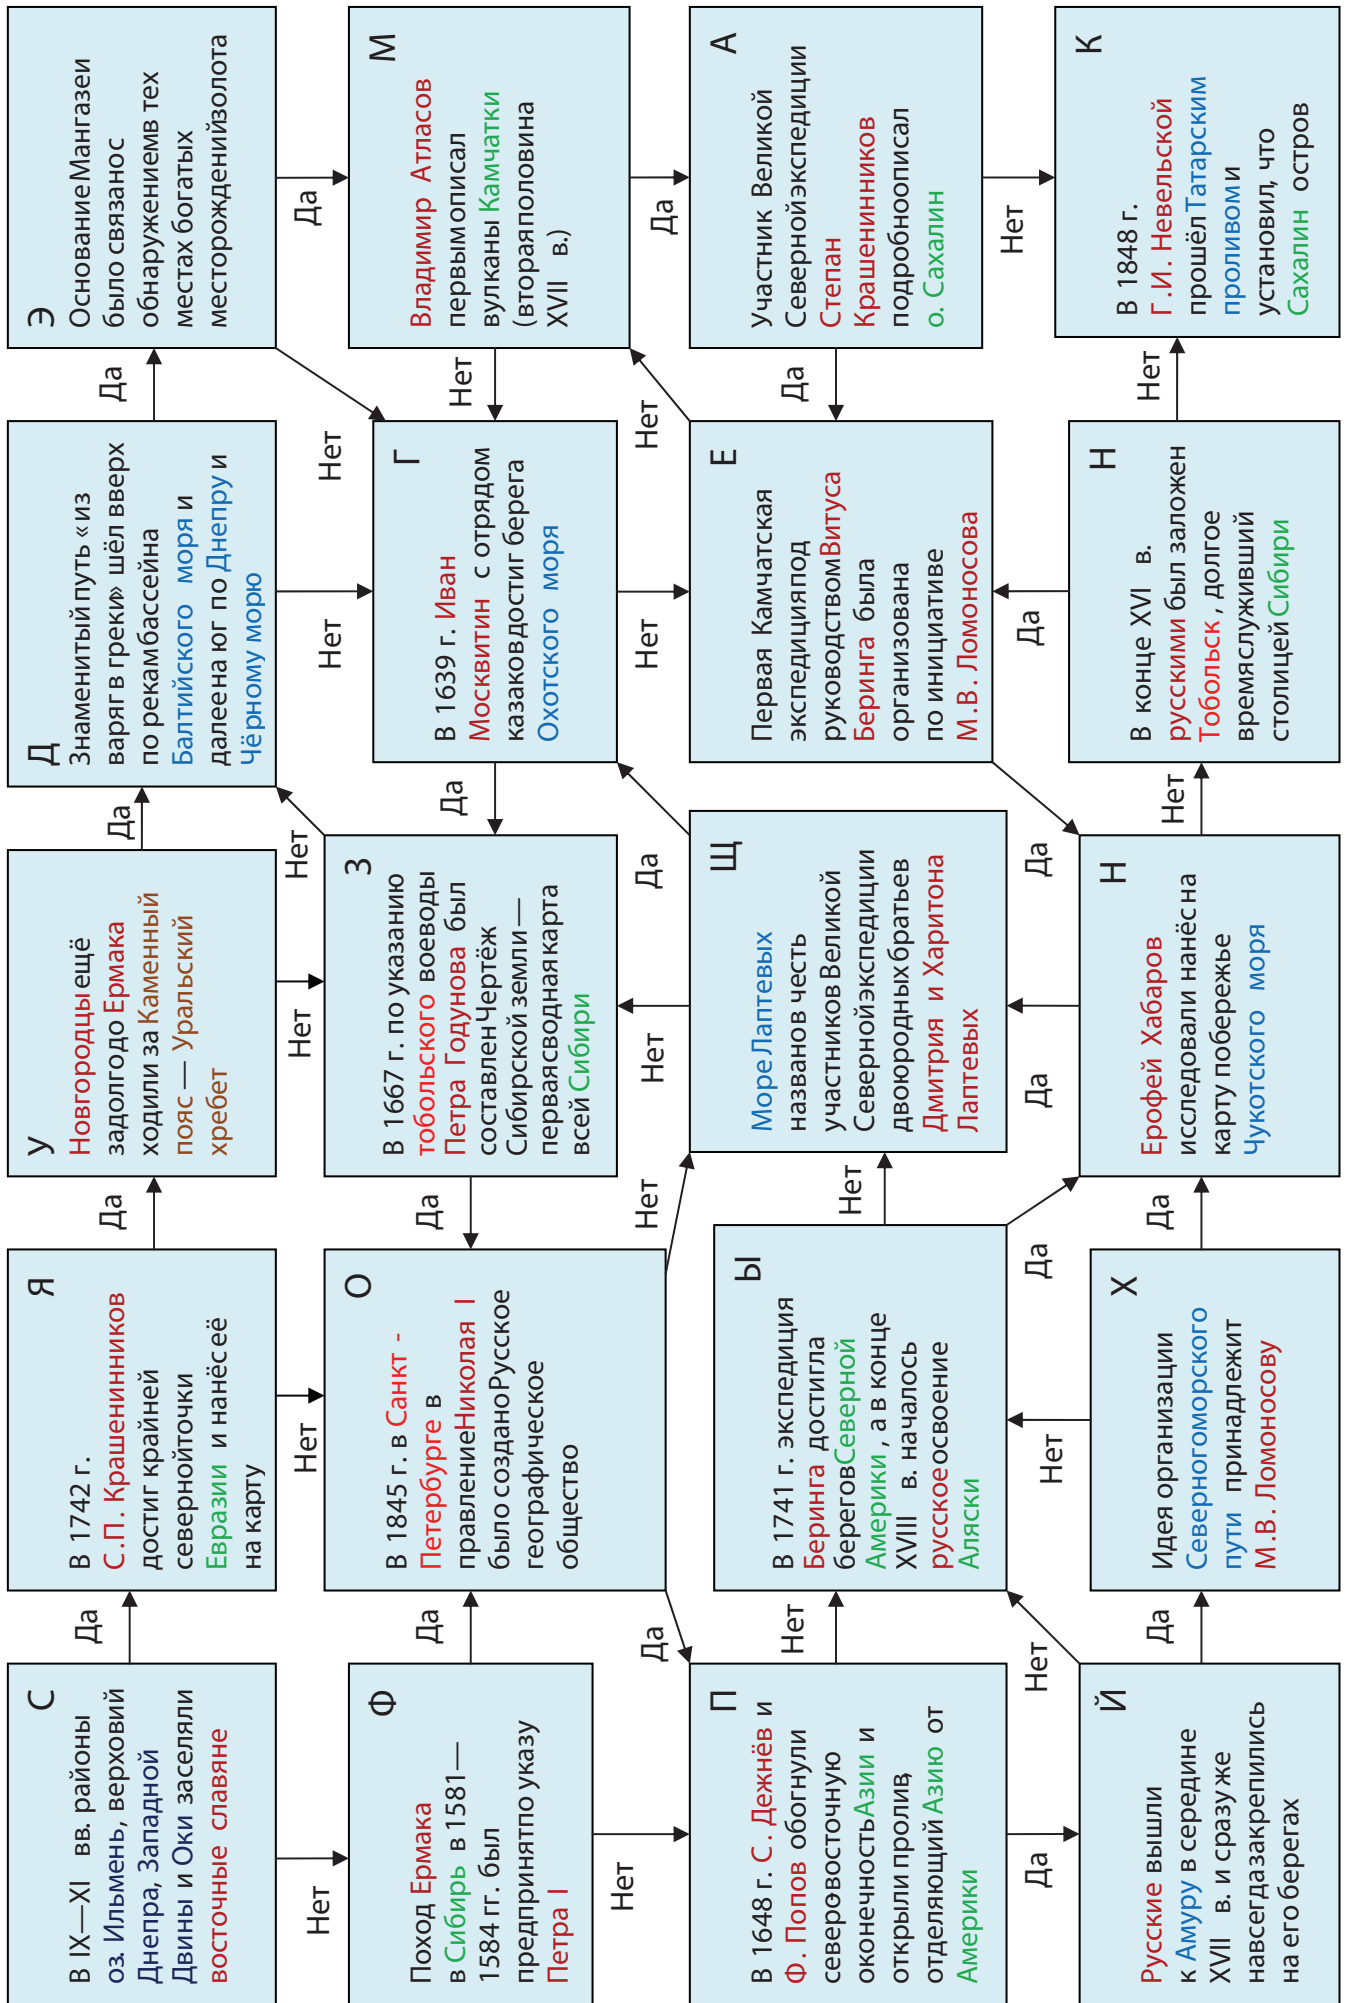 С
В IX—XI вв. районы
оз. Ильмень, верховий
Днепра, Западной
Двины и Оки заселяли
восточные славяне
Да
Нет
Я
В 1742 г.
С.П. Крашенинников
достиг крайней
северной точки
Евразии и нанёс её
на карту
Да
Нет
У
Новгородцы ещё
задолго до Ермака
ходили за Каменный
пояс — Уральский
хребет
Да
Нет
Д
Знаменитый путь «из
варяг в греки» шёл вверх
по рекам бассейна
Балтийского моря и
далее на юг по Днепру и
Чёрному морю
Да
Нет
Э
Основание Мангазеи
было связано с
обнаружением в тех
местах богатых
месторождений золота
Да
Нет
Ф
Поход Ермака
в Сибирь в 1581—
1584 гг. был
предпринят по указу
Петра I
Да
Нет
О
В 1845 г. в Санкт -
Петербурге в
правление Николая I
было создано Русское
географическое
общество
Да
Нет
З
В 1667 г. по указанию
тобольского воеводы
Петра Годунова был
составлен Чертёж
Сибирской земли —
первая сводная карта
всей Сибири
Да
Нет
Г
В 1639 г. Иван
Москвитин с отрядом
казаков достиг берега
Охотского моря
Да
Нет
М
Владимир Атласов
первым описал
вулканы Камчатки
(вторая половина
XVII в.)
Да
Нет
П
В 1648 г. С. Дежнёв и
Ф. Попов обогнули
северо-восточную
оконечность Азии и
открыли пролив,
отделяющий Азию от
Америки
Да
Нет
Ы
В 1741 г. экспедиция
Беринга достигла
берегов Северной
Америки, а в конце
XVIII в. началось
русское освоение
Аляски
Да
Нет
Щ
Море Лаптевых
названо в честь
участников Великой
Северной экспедиции
двоюродных братьев
Дмитрия и Харитона
Лаптевых
Да
Нет
Е
Первая Камчатская
экспедиция под
руководством Витуса
Беринга была
организована
по инициативе
М.В. Ломоносова
Да
Нет
А
Участник Великой
Северной экспедиции
Степан
Крашенинников
подробно описал
о. Сахалин
Да
Нет
Й
Русские вышли
к Амуру в середине
XVII в. и сразу же
навсегда закрепились
на его берегах
Да
Нет
Х
Идея организации
Северного морского
пути принадлежит
М.В. Ломоносову
Да
Нет
Н
Ерофей Хабаров
исследовал и нанёс на
карту побережье
Чукотского моря
Да
Нет
Н
В конце XVI в.
русскими был заложен
Тобольск, долгое
время служивший
столицей Сибири
Да
Нет
К
В 1848 г.
Г.И. Невельской
прошёл Татарским
проливом и
установил, что
Сахалин остров